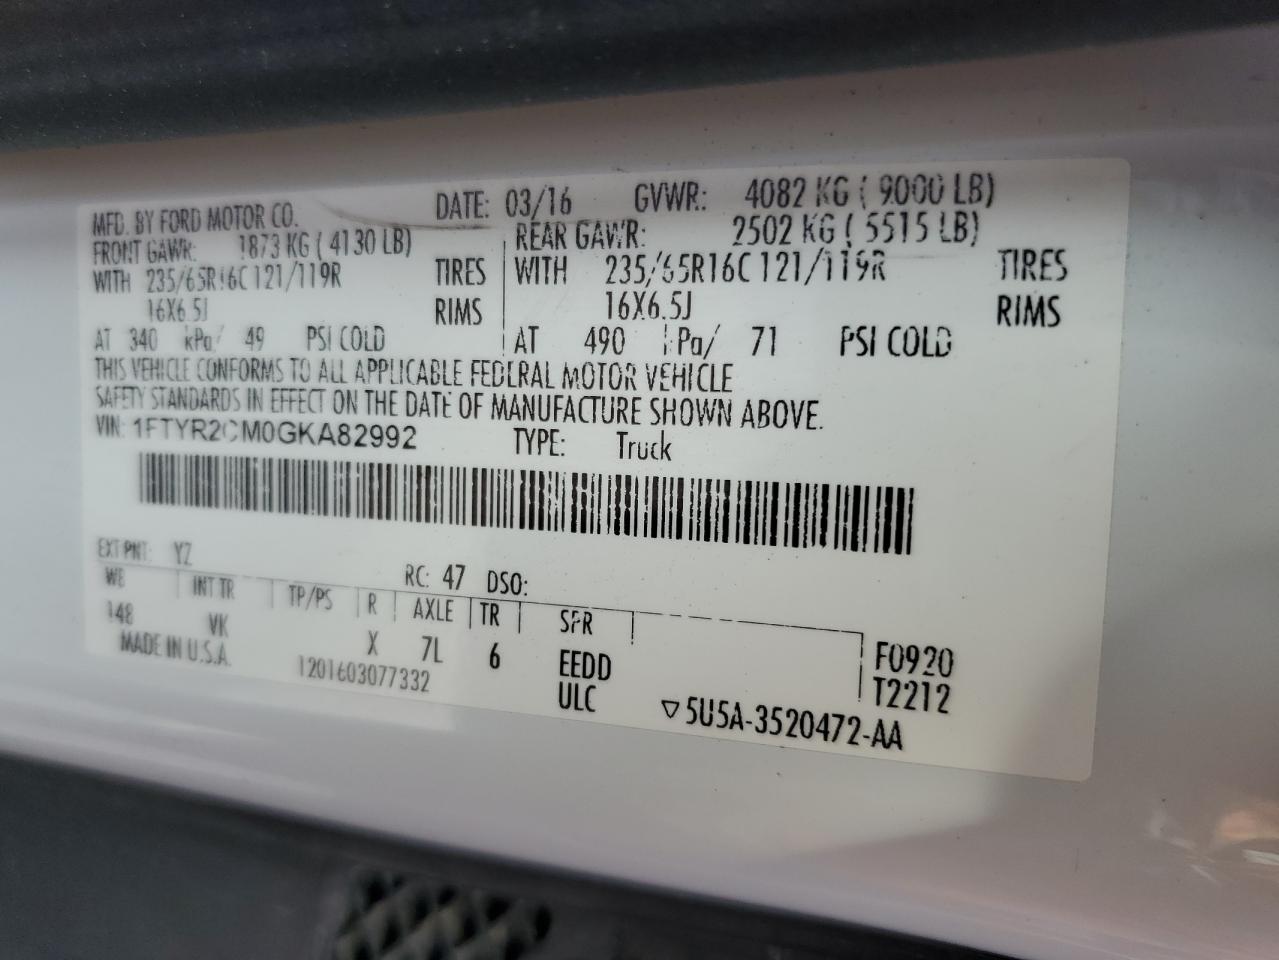 MFD. BY FORD MOTOR CO. DATE: 03/16 GVWR: 4082 KG ( 9000 LB)
FRONT GAWR: 1873 KG ( 4130 LB) REAR GAWR: 2502 KG ( 5515 LB)
WITH 235/65R16C 121/119R TIRES WITH 235/65R16C 121/119R TIRES
16X6.5J RIMS 16X6.5J RIMS
AT 340 kPa/ 49 PSI COLD AT 490 kPa/ 71 PSI COLD
THIS VEHICLE CONFORMS TO ALL APPLICABLE FEDERAL MOTOR VEHICLE
SAFETY STANDARDS IN EFFECT ON THE DATE OF MANUFACTURE SHOWN ABOVE.
VIN: 1FTYR2CM0GKA82992 TYPE: Truck
EXT PNT: YZ RC: 47 DSO:
WB INT TR TP/PS R AXLE TR SPR
148 VK X 7L 6 EEDD F0920
MADE IN U.S.A. 1201603077332 ULC T2212
▽5U5A-3520472-AA